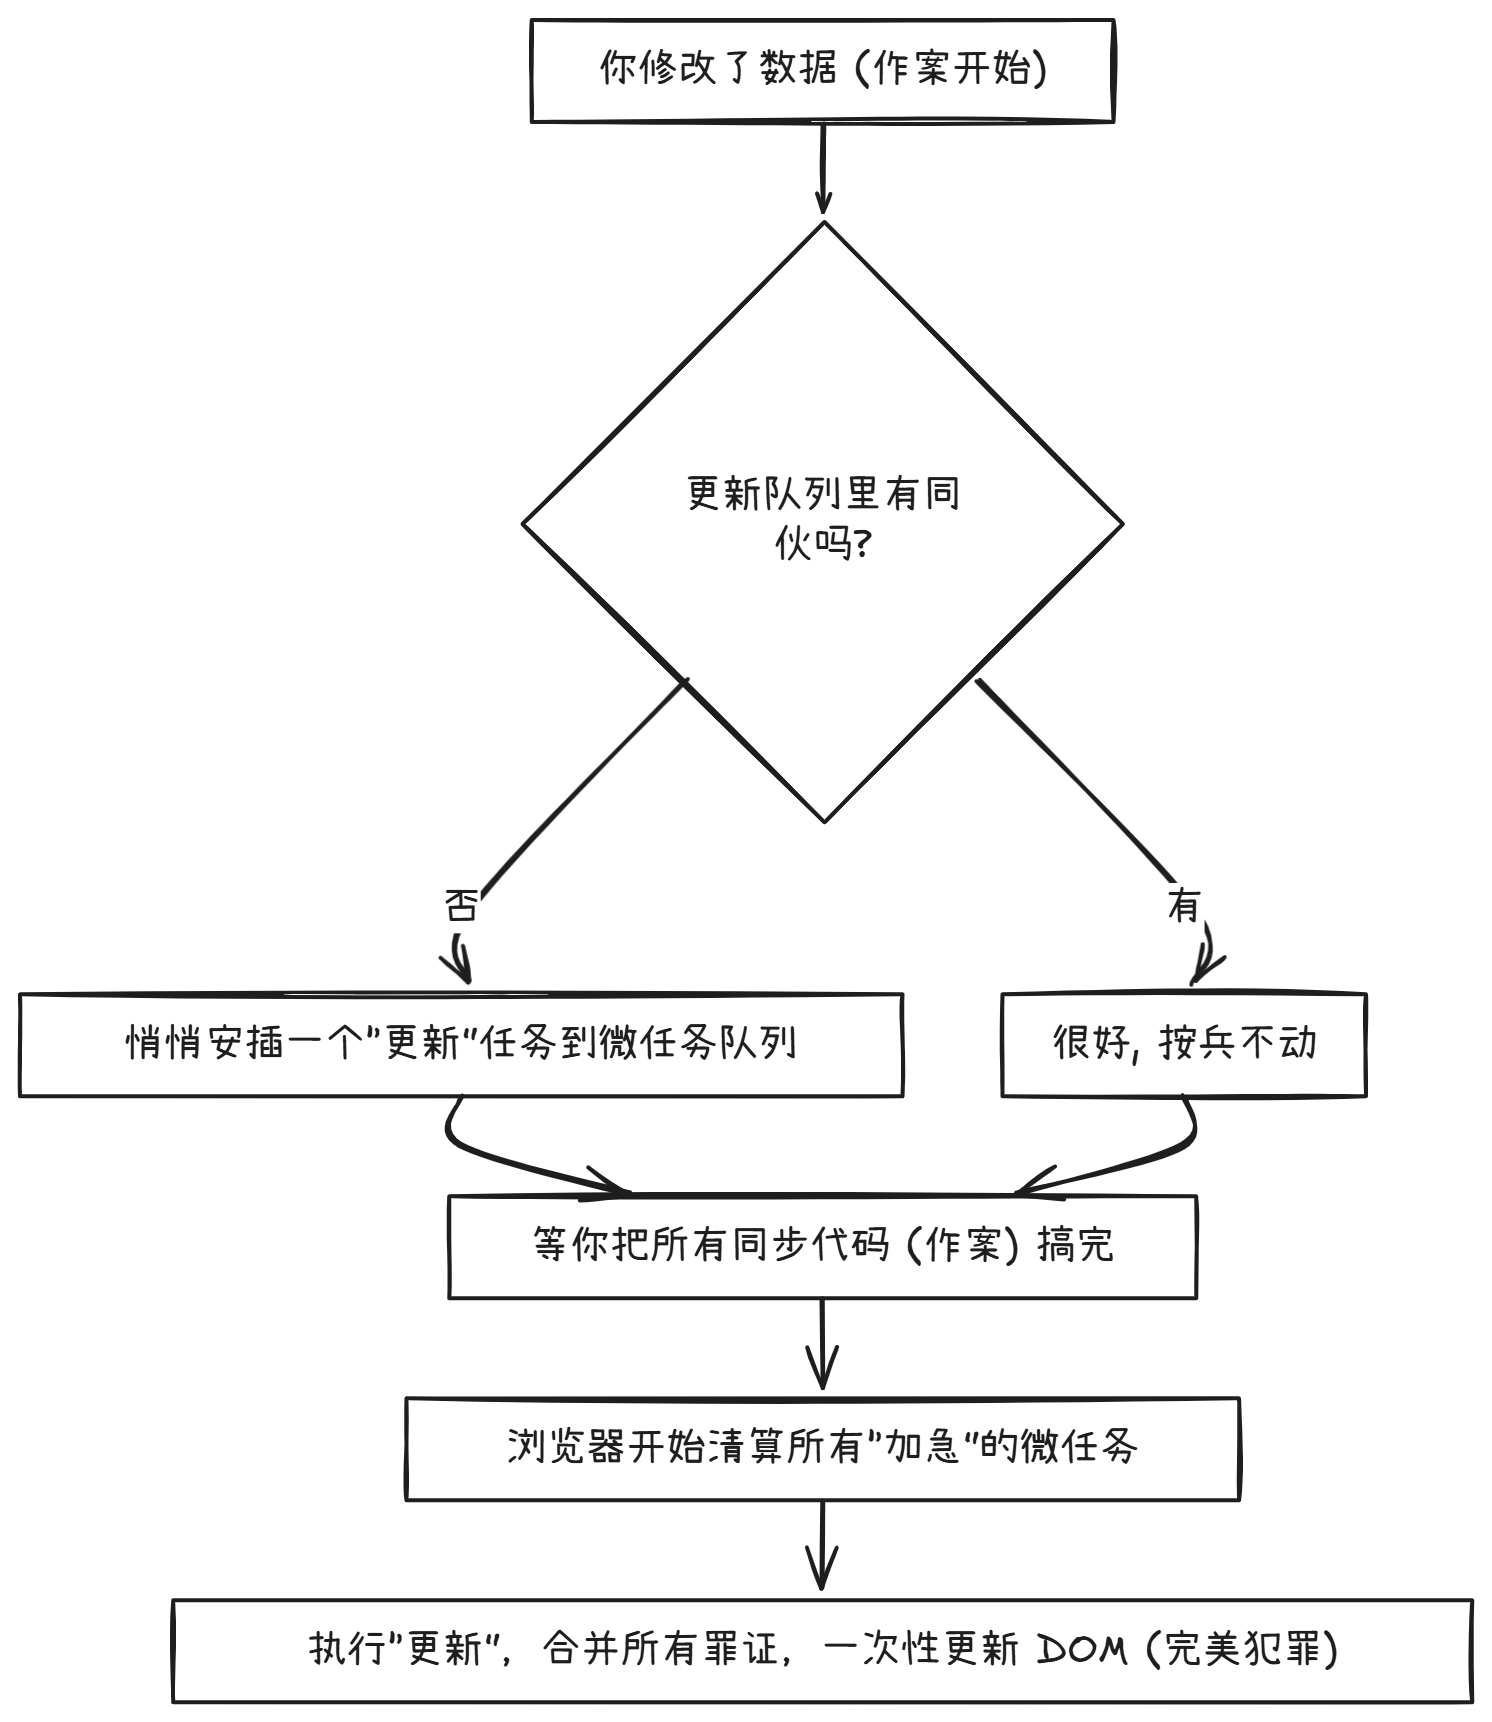 你修改了数据 (作案开始)
更新队列里有同
伙吗?
否
有
悄悄安插一个"更新"任务到微任务队列
很好, 按兵不动
等你把所有同步代码 (作案) 搞完
浏览器开始清算所有"加急"的微任务
执行"更新", 合并所有罪证, 一次性更新 DOM (完美犯罪)